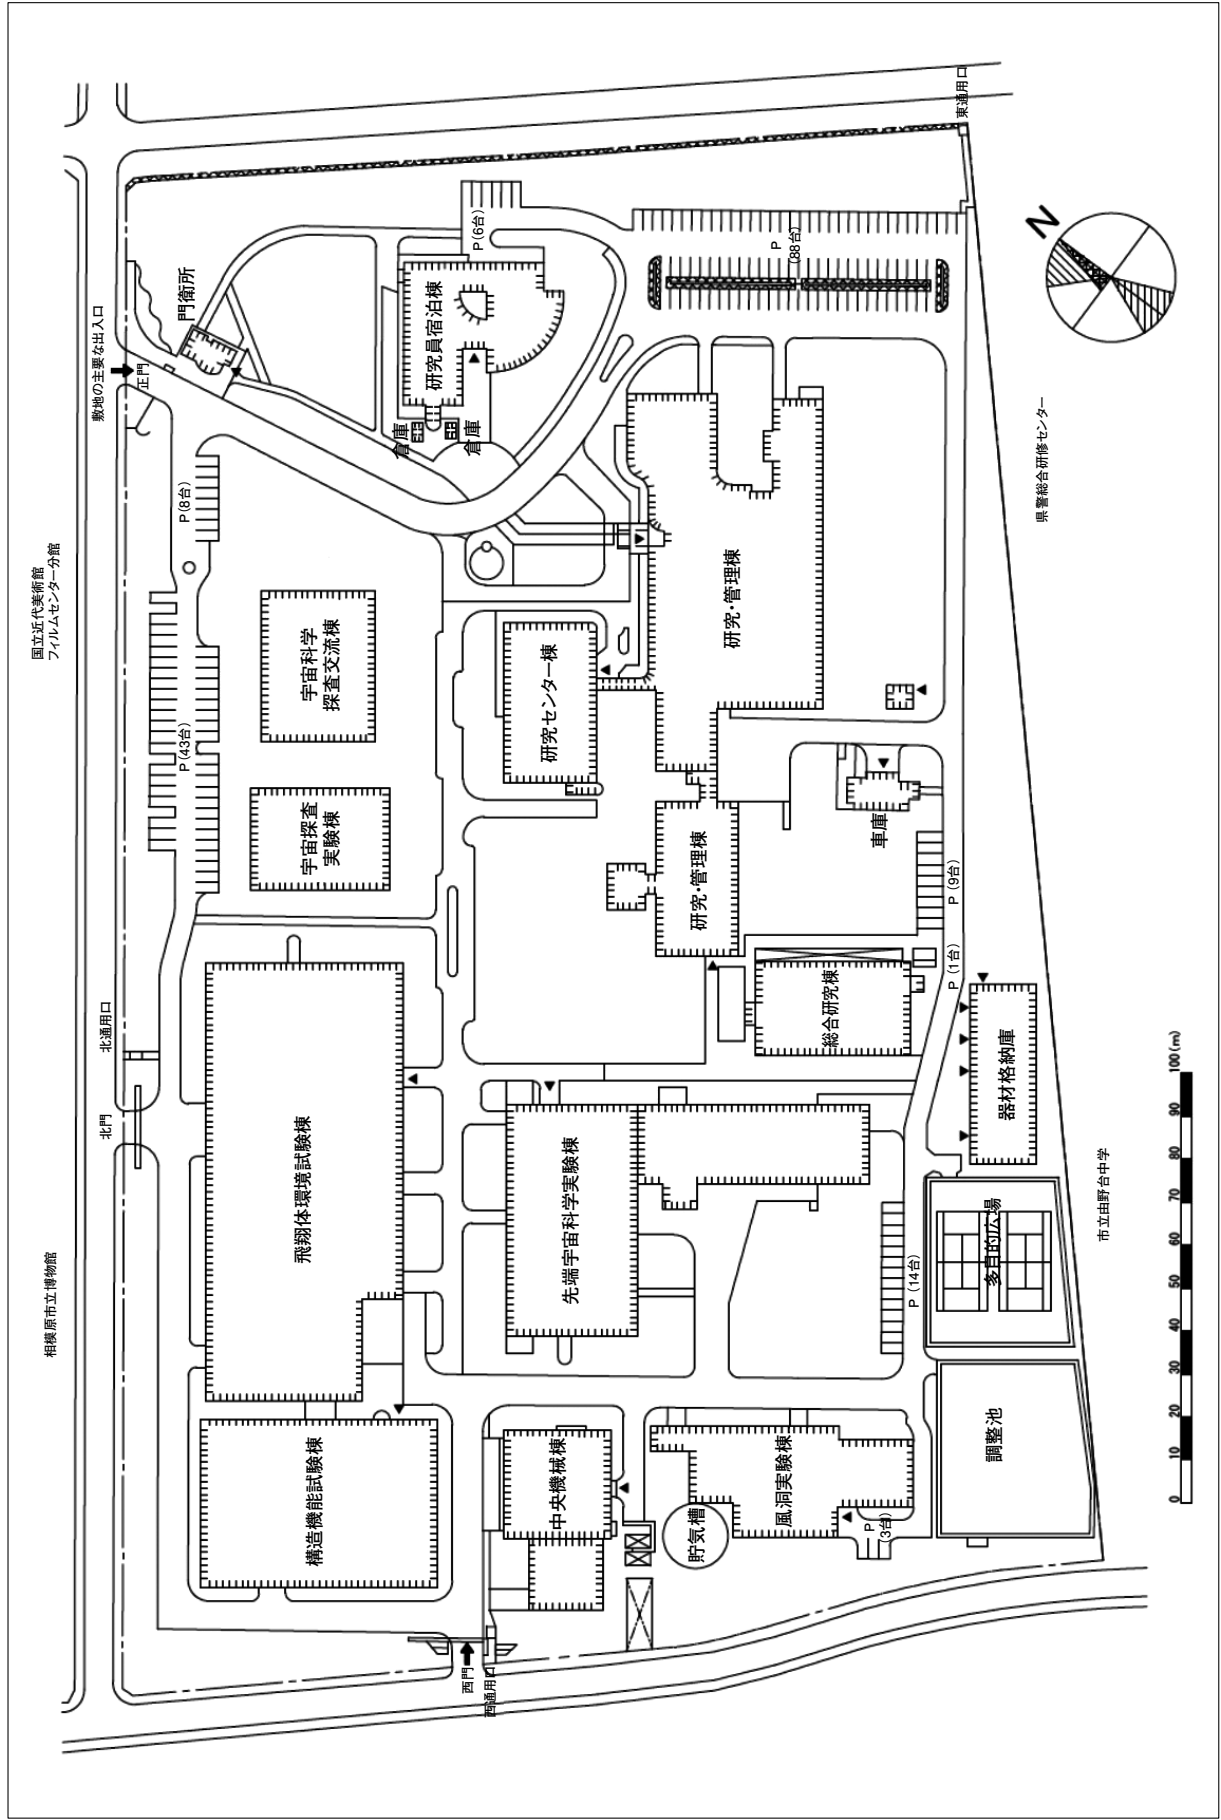 国立近代美術館
フィルムセンター分館
相模原市立博物館
敷地の主要な出入口
正門
門衛所
東通用口
P(6台)
P
(88台)
N
研究員宿泊棟
倉庫
倉庫
P(8台)
県警総合研修センター
宇宙科学
探査交流棟
研究センター棟
研究・管理棟
P(43台)
宇宙探査
実験棟
研究・管理棟
車庫
P (9台)
P (1台)
総合研究棟
北通用口
北門
飛翔体環境試験棟
先端宇宙科学実験棟
器材格納庫
P (14台)
多目的広場
市立由野台中学
構造機能試験棟
中央機械棟
風洞実験棟
貯気槽
P
(3台)
調整池
西門
西通用口
0
10
20
30
40
50
60
70
80
90
100(m)